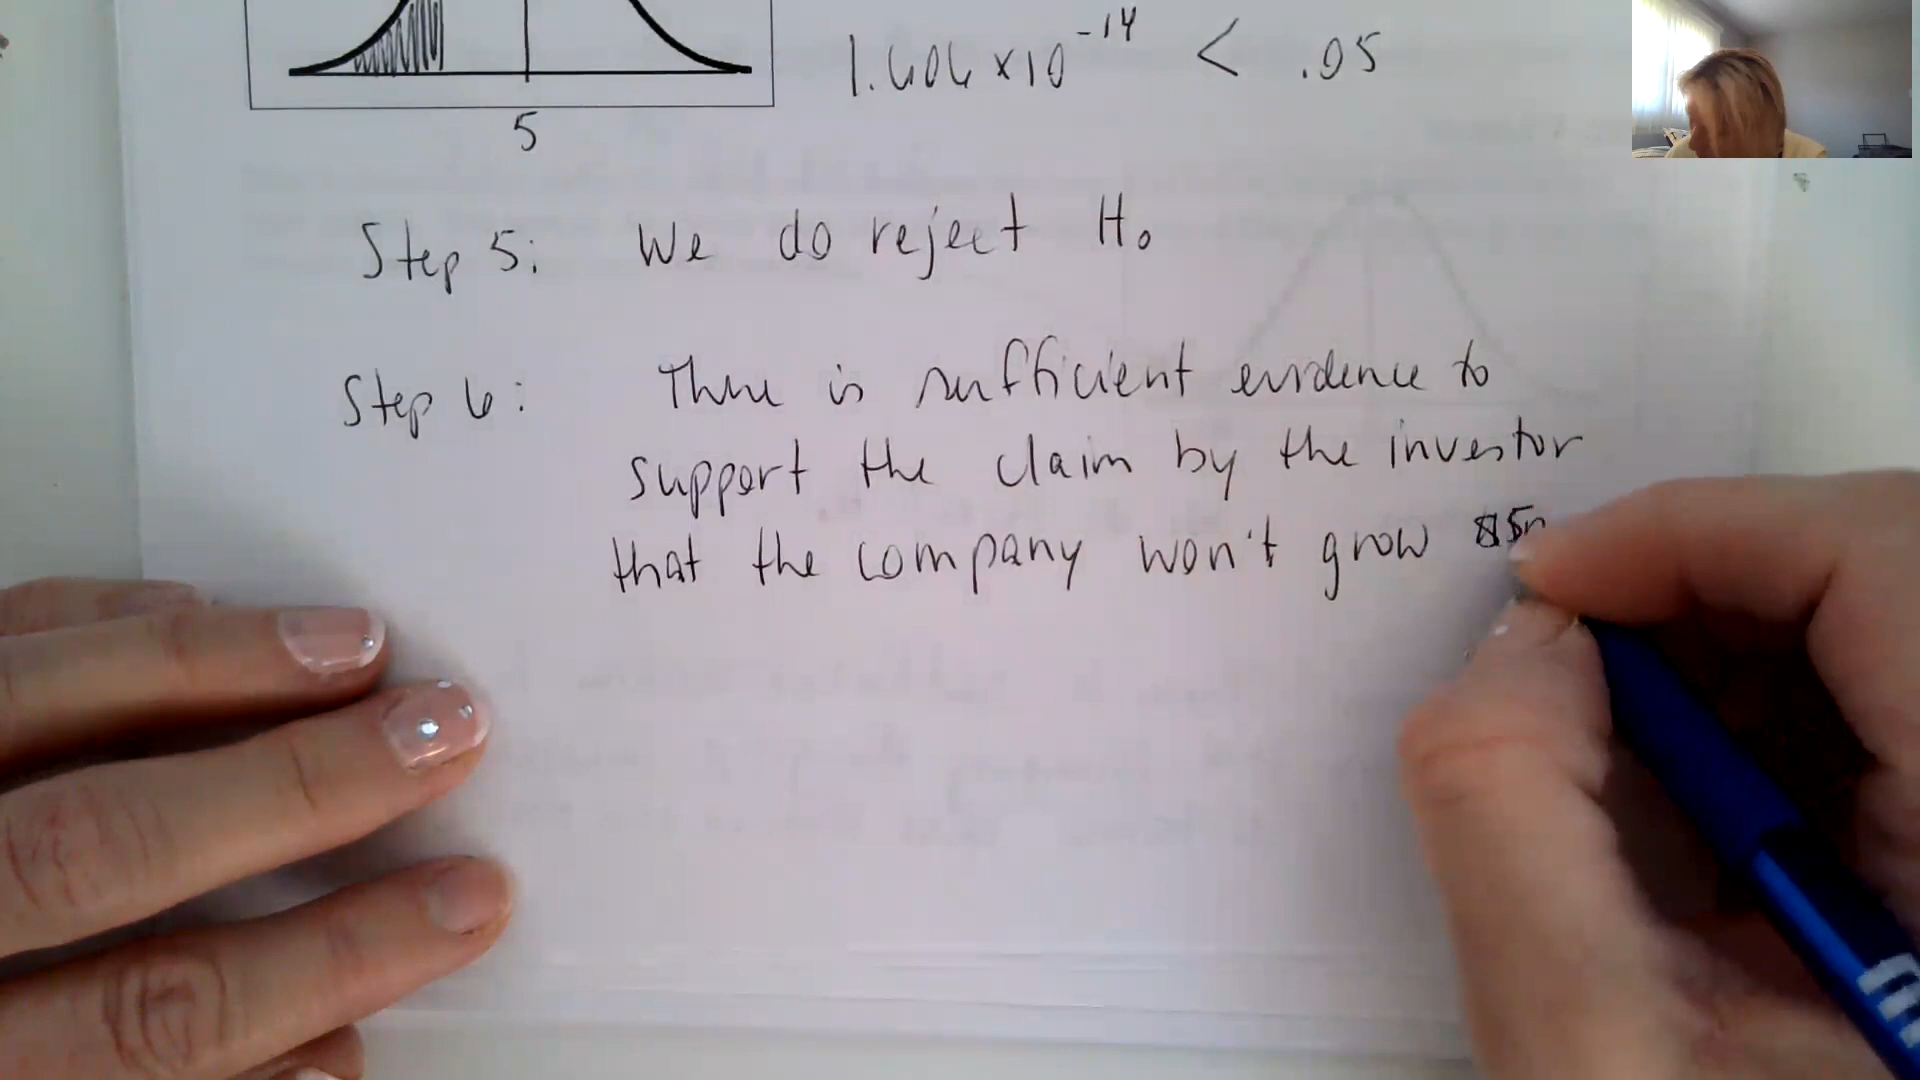 1.606 x 10^-14 < .05
5
Step 5: We do reject H₀
Step 6: There is sufficient evidence to
support the claim by the investor
that the company won't grow